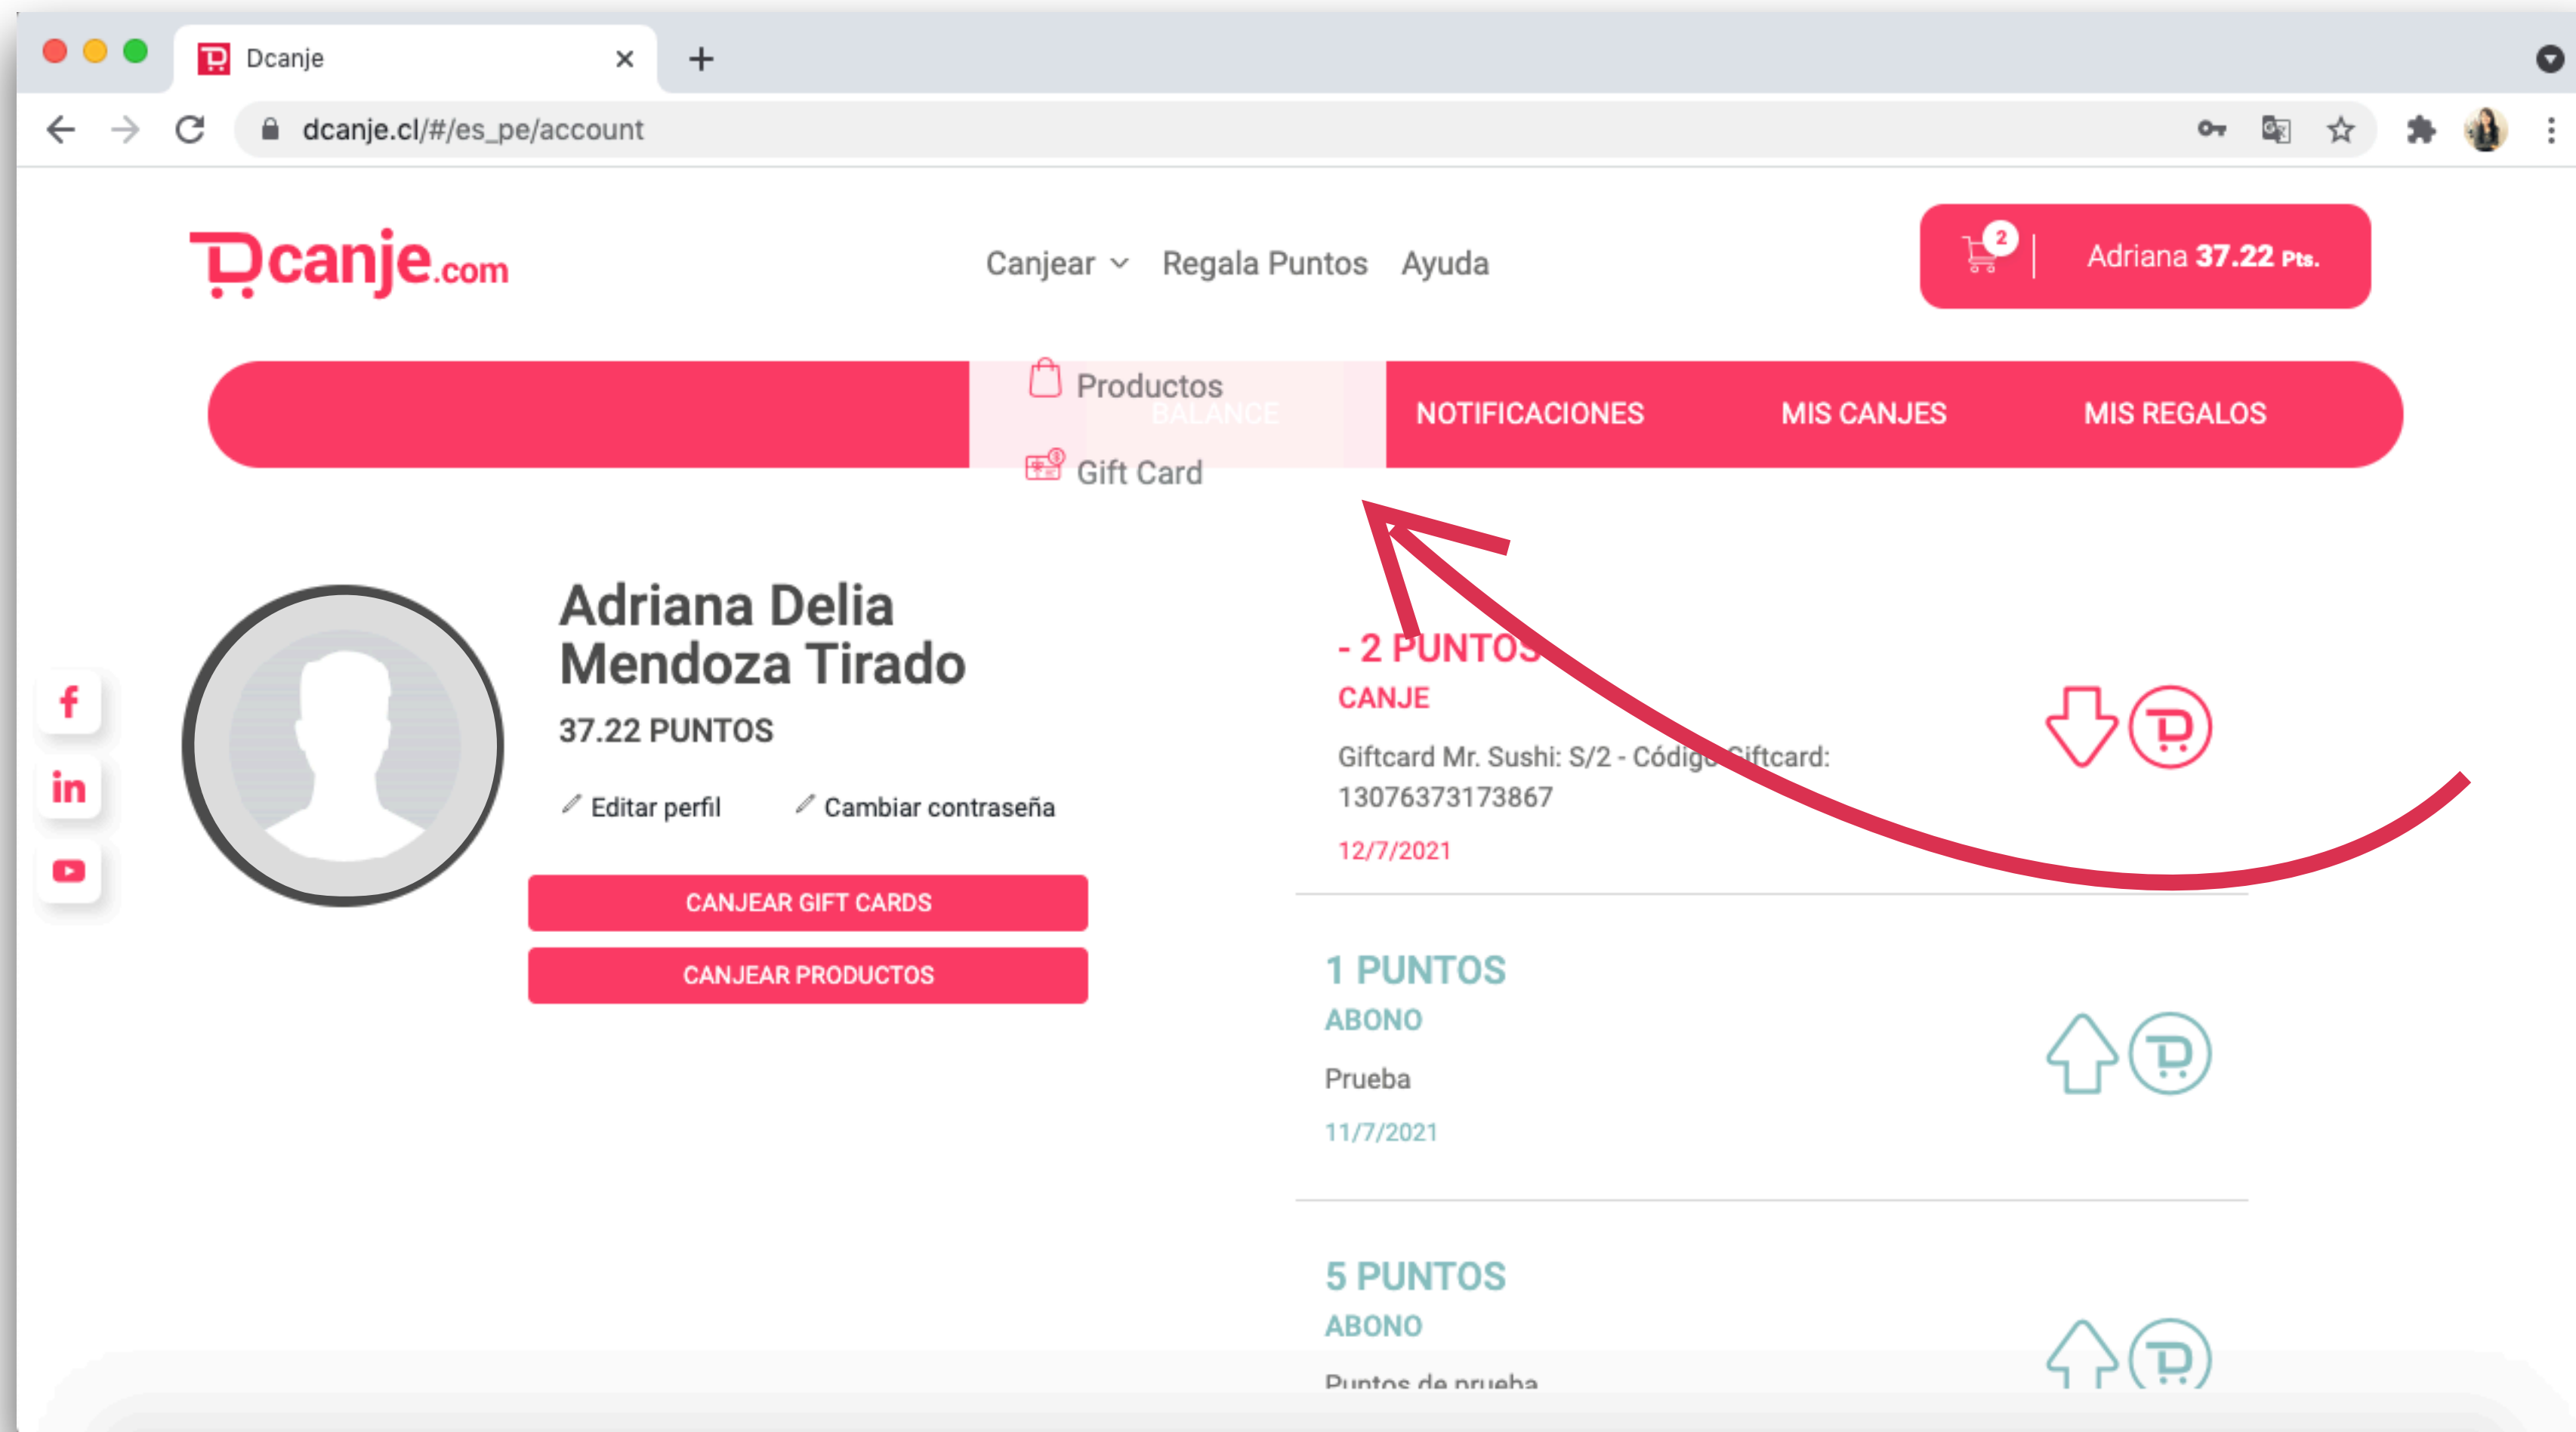 Dcanje
dcanje.cl/#/es_pe/account
Dcanje.com
Canjear
Regala Puntos
Ayuda
2
Adriana 37.22 Pts.
Productos
BALANCE
NOTIFICACIONES
MIS CANJES
MIS REGALOS
Gift Card
Adriana Delia
Mendoza Tirado
37.22 PUNTOS
Editar perfil
Cambiar contraseña
CANJEAR GIFT CARDS
CANJEAR PRODUCTOS
f
in
- 2 PUNTOS
CANJE
Giftcard Mr. Sushi: S/2 - Código Giftcard:
13076373173867
12/7/2021
1 PUNTOS
ABONO
Prueba
11/7/2021
5 PUNTOS
ABONO
Puntos de prueba